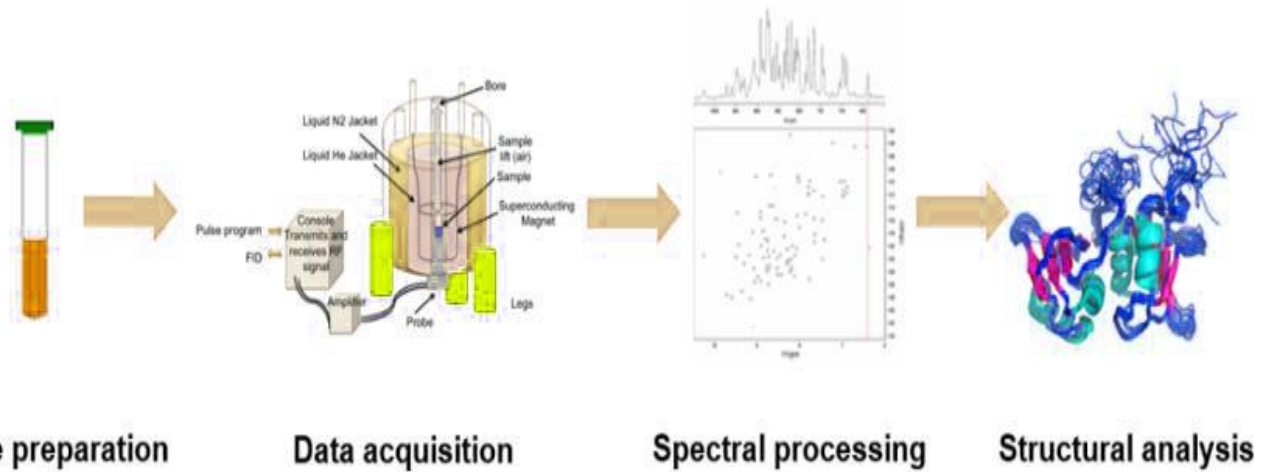 Bore
Liquid N2 Jacket
Sample
lift (air)
Liquid He Jacket
Sample
Superconducting
Magnet
Console
Transmits and
receives RF
signal
Pulse program
FID
Amplifier
Probe
Legs
e preparation
Data acquisition
Spectral processing
Structural analysis